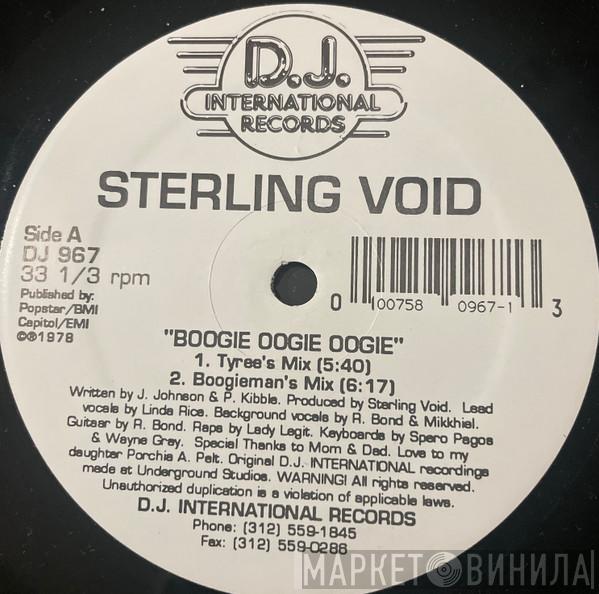 D.J.
INTERNATIONAL
RECORDS
STERLING VOID
Side A
DJ 967
33 1/3 rpm
Published by:
Popstar/BMI
Capitol/EMI
©®1978
0 00758 0967-1 3
"BOOGIE OOGIE OOGIE"
1. Tyree's Mix (5:40)
2. Boogieman's Mix (6:17)
Written by J. Johnson & P. Kibble. Produced by Sterling Void. Lead
vocals by Linda Rice. Background vocals by R. Bond & Mikkhiel.
Guitar by R. Bond. Raps by Lady Legit. Keyboards by Spero Pagos
& Wayne Gray. Special Thanks to Mom & Dad. Love to my
daughter Porchie A. Pelt. Original D.J. INTERNATIONAL recordings
made at Underground Studios. WARNING! All rights reserved.
Unauthorized duplication is a violation of applicable laws.
D.J. INTERNATIONAL RECORDS
Phone: (312) 559-1845
Fax: (312) 559-0286
МАРКЕТ ВИНИЛА